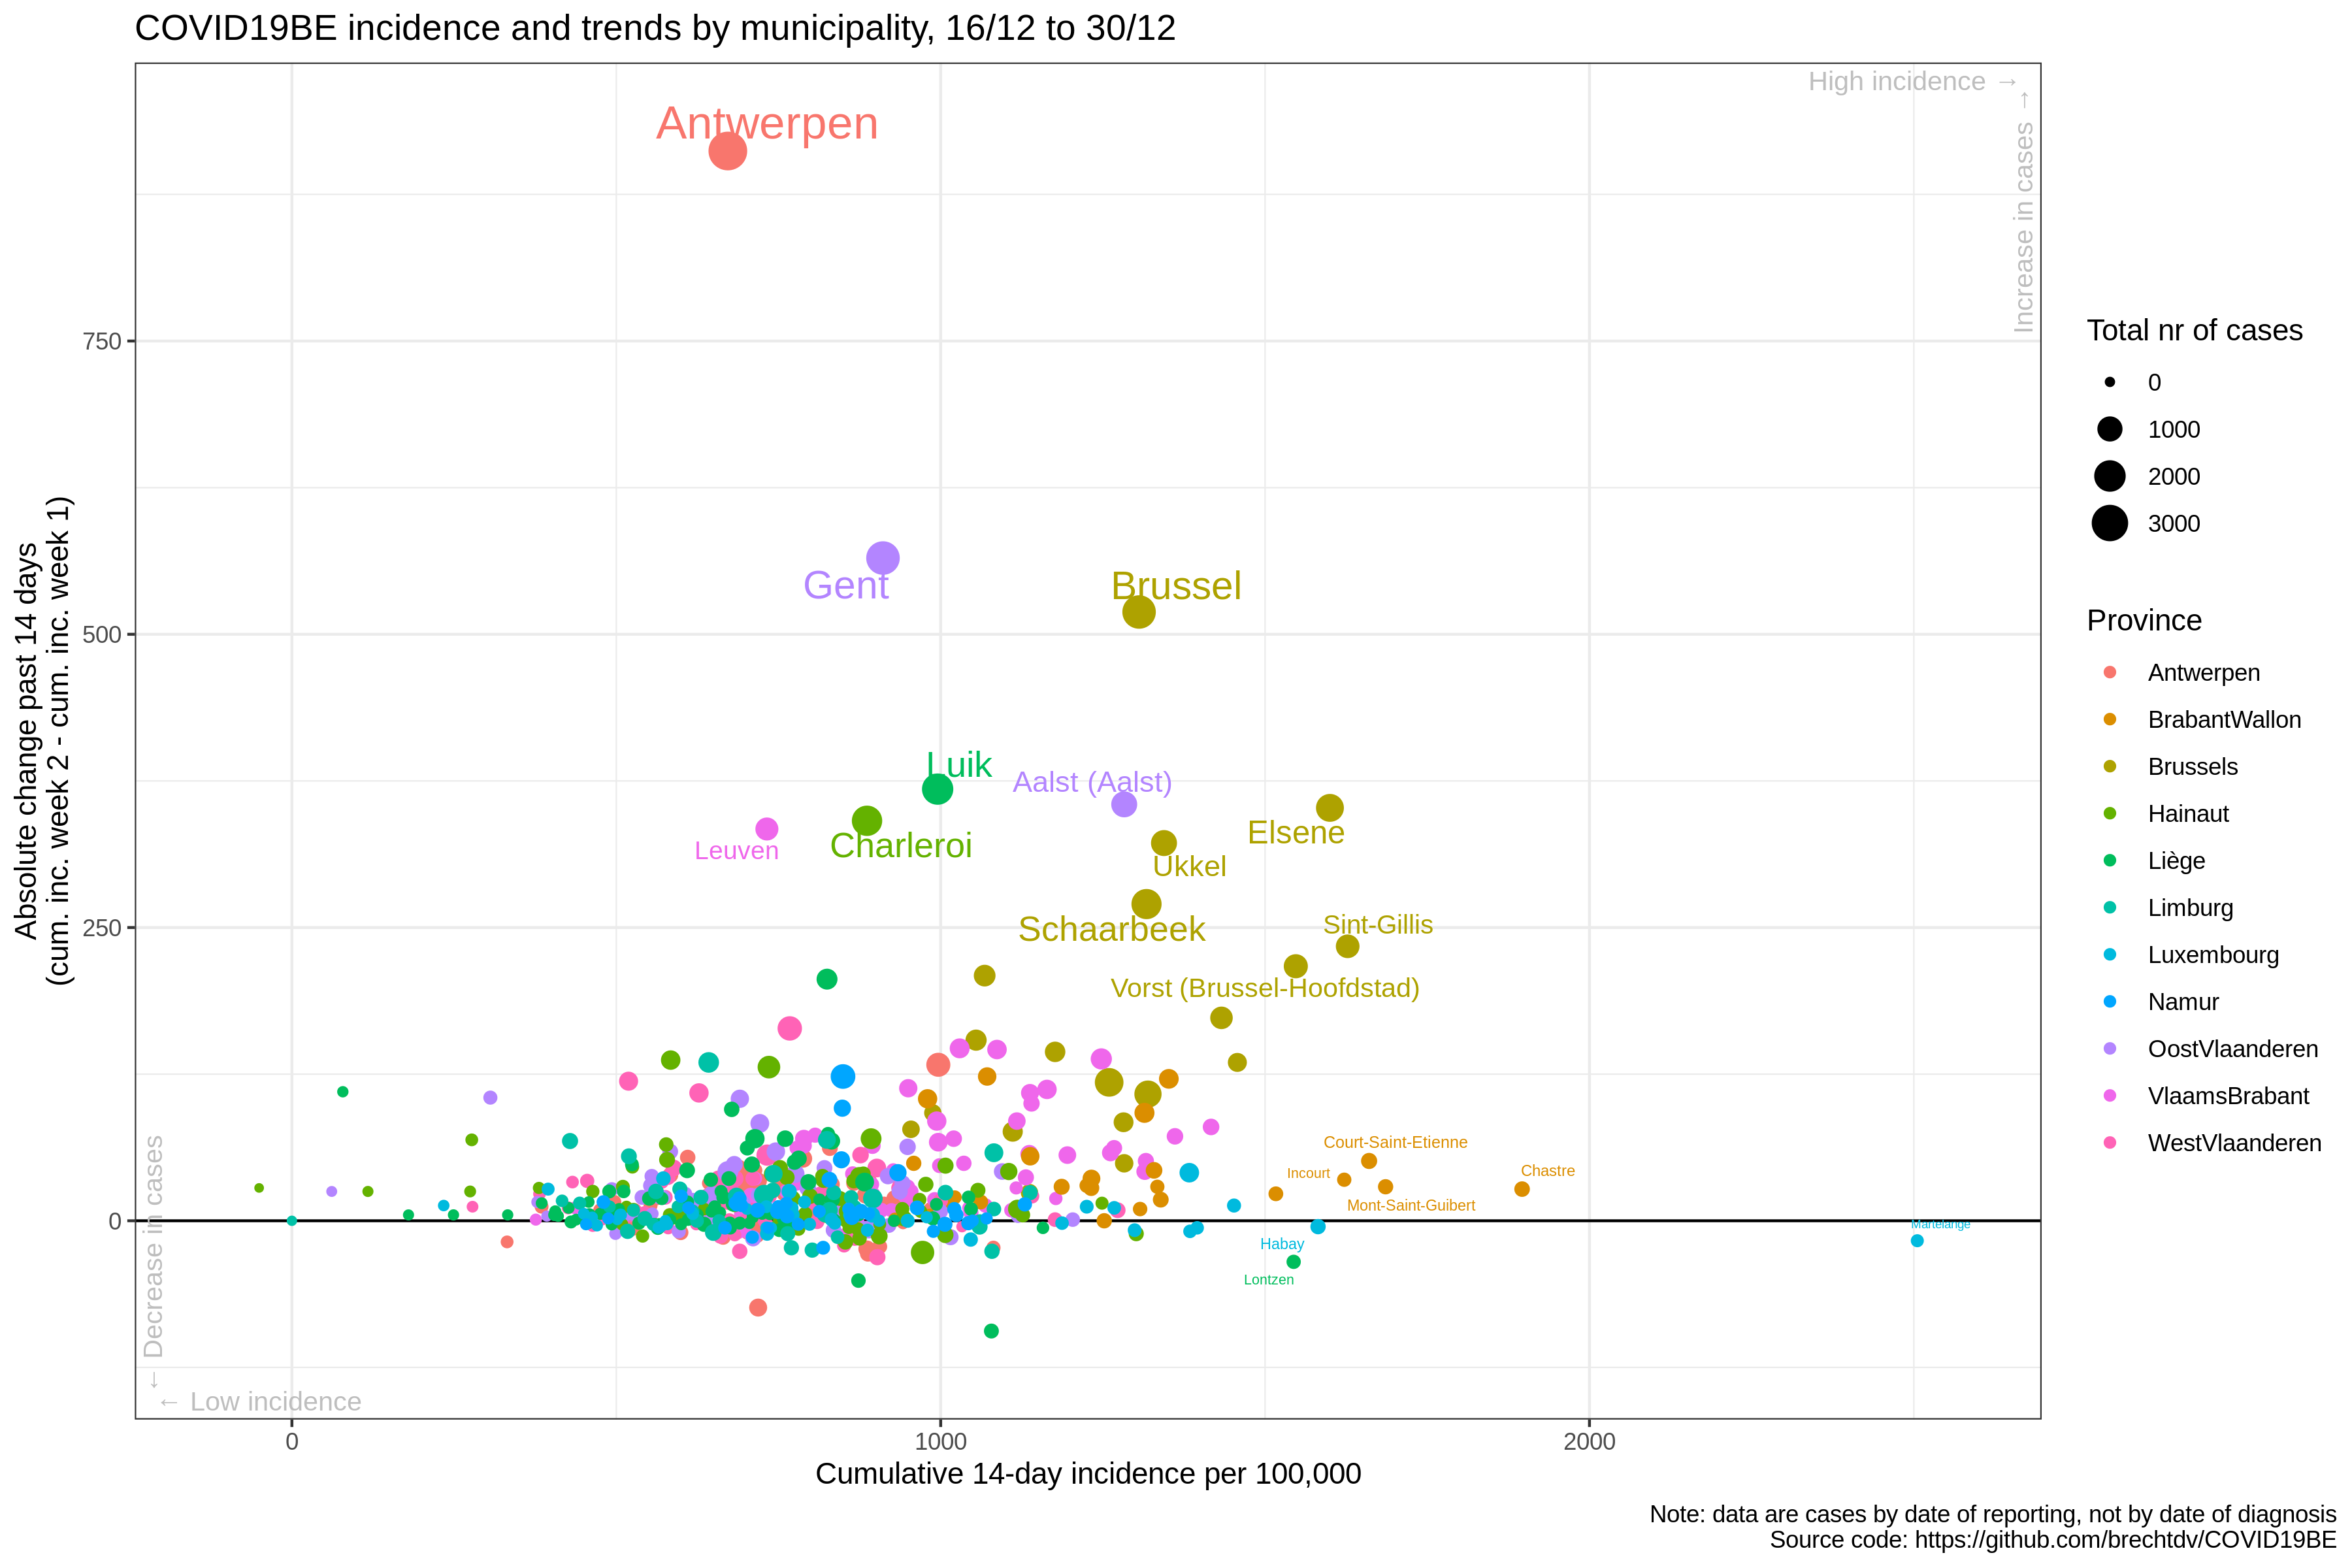 COVID19BE incidence and trends by municipality, 16/12 to 30/12
High incidence →
Increase in cases →
Antwerpen
750
Gent
Brussel
500
Luik
Aalst (Aalst)
Elsene
Leuven
Charleroi
Ukkel
Schaarbeek
Sint-Gillis
250
Vorst (Brussel-Hoofdstad)
Court-Saint-Etienne
Incourt
Chastre
Mont-Saint-Guibert
0
Martelange
Habay
Lontzen
← Decrease in cases
← Low incidence
0
1000
2000
Absolute change past 14 days
(cum. inc. week 2 - cum. inc. week 1)
Cumulative 14-day incidence per 100,000
Total nr of cases
0
1000
2000
3000
Province
Antwerpen
BrabantWallon
Brussels
Hainaut
Liège
Limburg
Luxembourg
Namur
OostVlaanderen
VlaamsBrabant
WestVlaanderen
Note: data are cases by date of reporting, not by date of diagnosis
Source code: https://github.com/brechtdv/COVID19BE